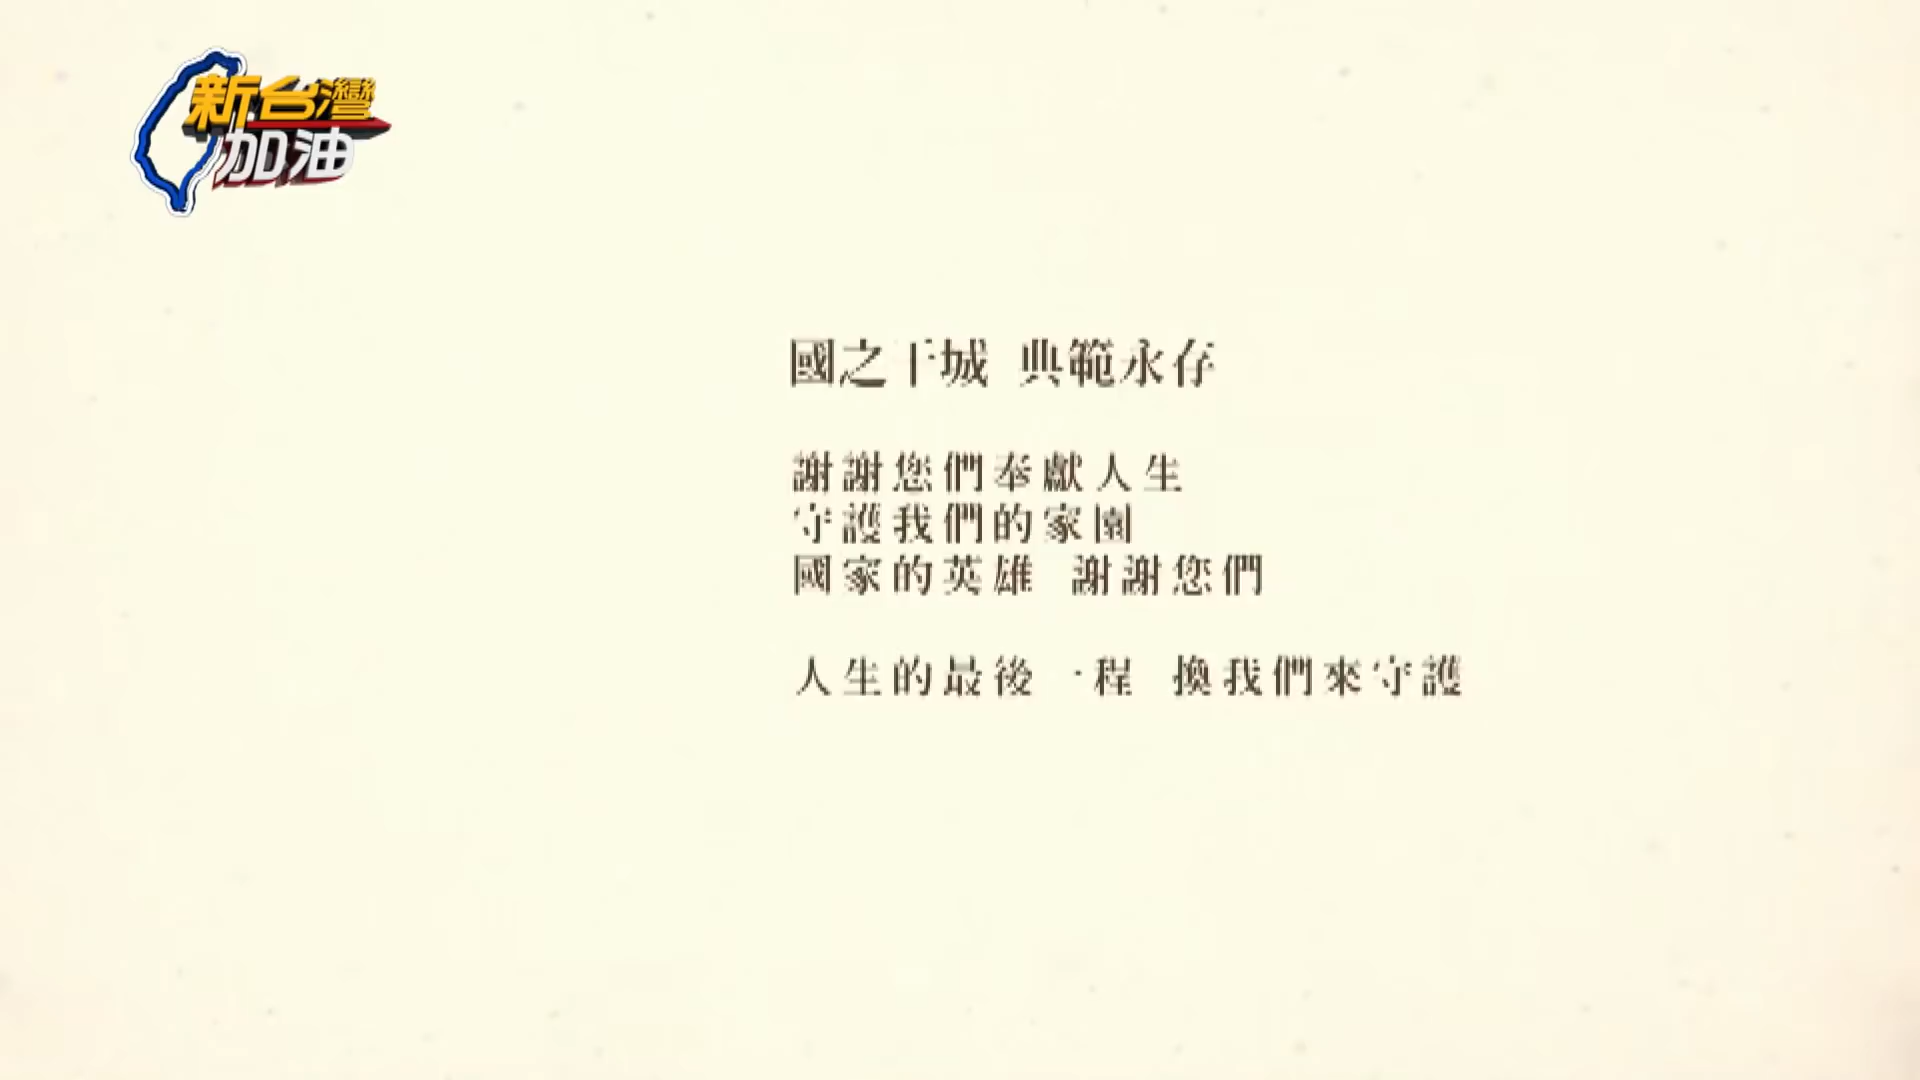 新台灣
加油
國之干城 典範永存
謝謝您們奉獻人生
守護我們的家園
國家的英雄 謝謝您們
人生的最後一程 換我們來守護